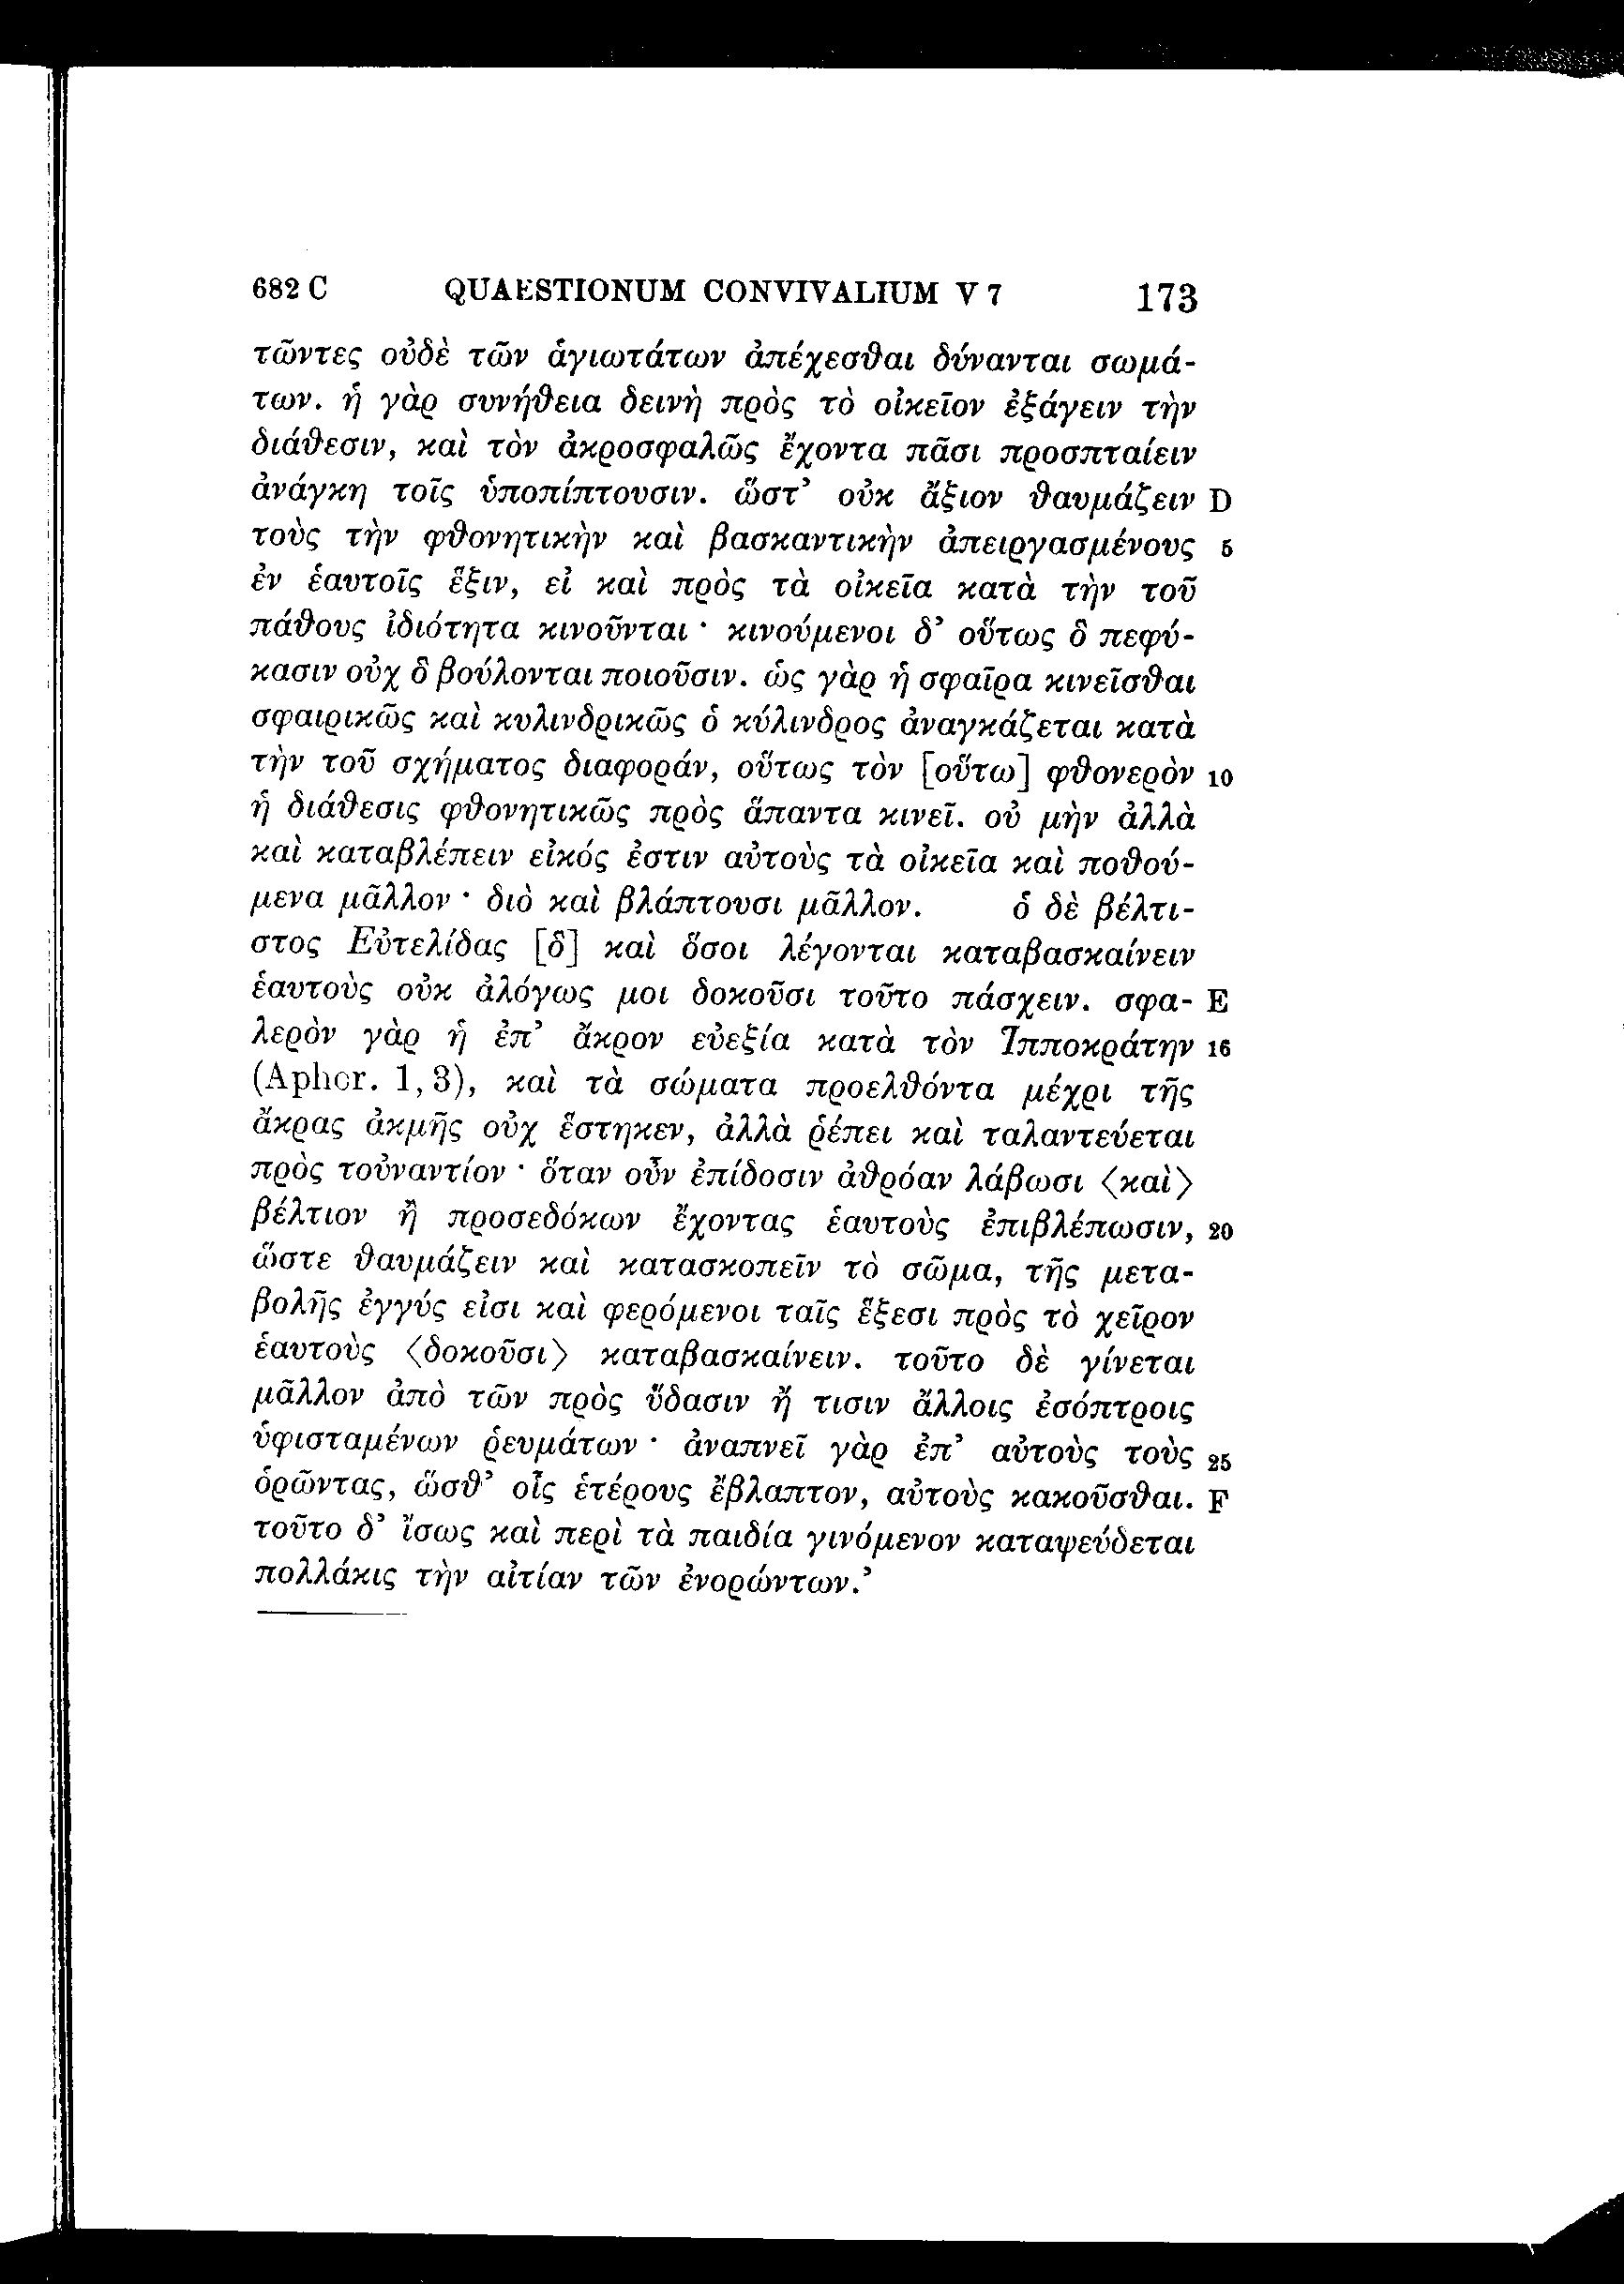 682 C QUAESTIONUM CONVIVALIUM V 7 173
τῶντες οὐδὲ τῶν ἁγιωτάτων ἀπέχεσθαι δύνανται σωμά-
των. ἡ γὰρ συνήθεια δεινὴ πρὸς τὸ οἰκεῖον ἐξάγειν τὴν
διάθεσιν, καὶ τὸν ἀκροσφαλῶς ἔχοντα πᾶσι προσπταίειν
ἀνάγκη τοῖς ὑποπίπτουσιν. ὥστ’ οὐκ ἄξιον θαυμάζειν D
τοὺς τὴν φθονητικὴν καὶ βασκαντικὴν ἀπειργασμένους 5
ἐν ἑαυτοῖς ἕξιν, εἰ καὶ πρὸς τὰ οἰκεῖα κατὰ τὴν τοῦ
πάθους ἰδιότητα κινοῦνται · κινούμενοι δ’ οὕτως ὃ πεφύ-
κασιν οὐχ ὃ βούλονται ποιοῦσιν. ὡς γὰρ ἡ σφαῖρα κινεῖσθαι
σφαιρικῶς καὶ κυλινδρικῶς ὁ κύλινδρος ἀναγκάζεται κατὰ
τὴν τοῦ σχήματος διαφοράν, οὕτως τὸν [οὕτω] φθονερὸν 10
ἡ διάθεσις φθονητικῶς πρὸς ἅπαντα κινεῖ. οὐ μὴν ἀλλὰ
καὶ καταβλέπειν εἰκός ἐστιν αὐτοὺς τὰ οἰκεῖα καὶ ποθού-
μενα μᾶλλον · διὸ καὶ βλάπτουσι μᾶλλον. ὁ δὲ βέλτι-
στος Εὐτελίδας [ὃ] καὶ ὅσοι λέγονται καταβασκαίνειν
ἑαυτοὺς οὐκ ἀλόγως μοι δοκοῦσι τοῦτο πάσχειν. σφα- E
λερὸν γὰρ ἡ ἐπ’ ἄκρον εὐεξία κατὰ τὸν Ἱπποκράτην 16
(Aphor. 1, 3), καὶ τὰ σώματα προελθόντα μέχρι τῆς
ἄκρας ἀκμῆς οὐχ ἕστηκεν, ἀλλὰ ῥέπει καὶ ταλαντεύεται
πρὸς τοὐναντίον · ὅταν οὖν ἐπίδοσιν ἀθρόαν λάβωσι ⟨καὶ⟩
βέλτιον ἢ προσεδόκων ἔχοντας ἑαυτοὺς ἐπιβλέπωσιν, 20
ὥστε θαυμάζειν καὶ κατασκοπεῖν τὸ σῶμα, τῆς μετα-
βολῆς ἐγγύς εἰσι καὶ φερόμενοι ταῖς ἕξεσι πρὸς τὸ χεῖρον
ἑαυτοὺς ⟨δοκοῦσι⟩ καταβασκαίνειν. τοῦτο δὲ γίνεται
μᾶλλον ἀπὸ τῶν πρὸς ὕδασιν ἤ τισιν ἄλλοις ἐσόπτροις
ὑφισταμένων ῥευμάτων · ἀναπνεῖ γὰρ ἐπ’ αὐτοὺς τοὺς 25
ὁρῶντας, ὥσθ’ οἷς ἑτέρους ἔβλαπτον, αὐτοὺς κακοῦσθαι. F
τοῦτο δ’ ἴσως καὶ περὶ τὰ παιδία γινόμενον καταψεύδεται
πολλάκις τὴν αἰτίαν τῶν ἐνορώντων.’